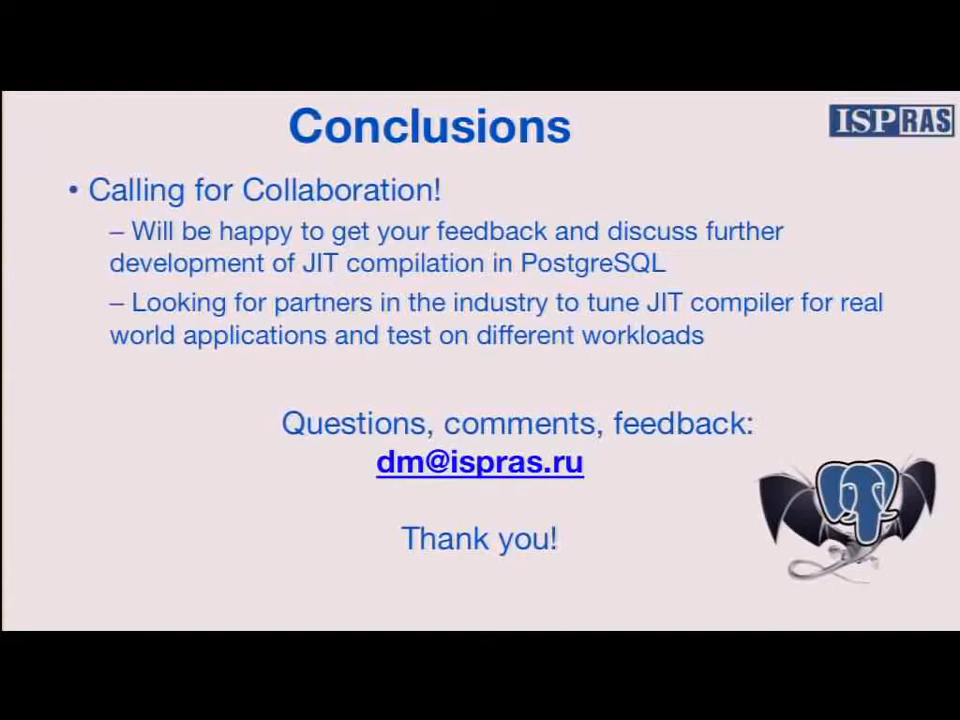 Conclusions
ISPRAS
• Calling for Collaboration!
– Will be happy to get your feedback and discuss further
development of JIT compilation in PostgreSQL
– Looking for partners in the industry to tune JIT compiler for real
world applications and test on different workloads
Questions, comments, feedback:
dm@ispras.ru
Thank you!